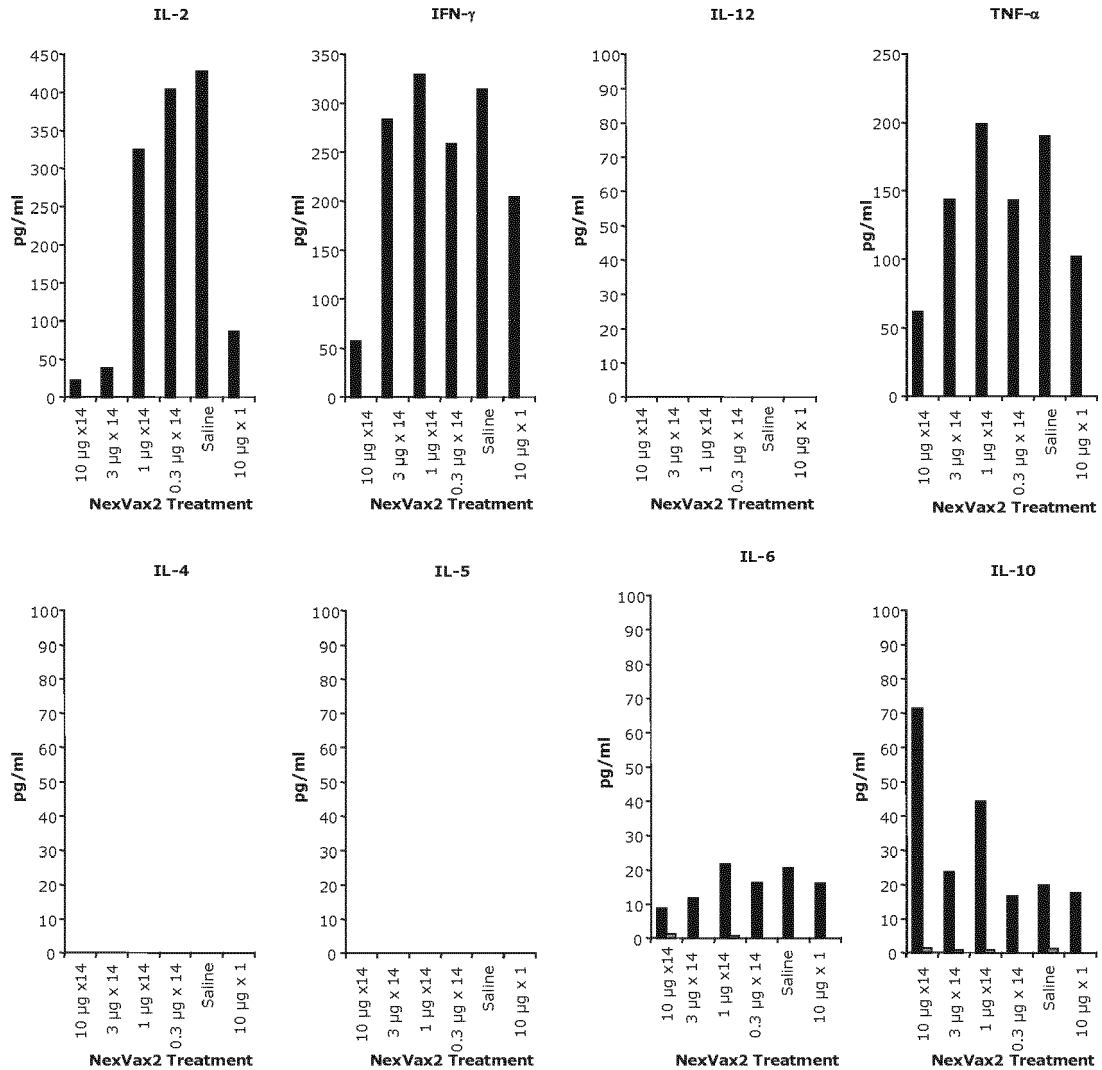 IL-2
450
400
350
300
250
200
150
100
50
0
pg/ml
10 µg x14
3 µg x 14
1 µg x14
0.3 µg x 14
Saline
10 µg x 1
NexVax2 Treatment
IFN-γ
350
300
250
200
150
100
50
0
pg/ml
10 µg x14
3 µg x 14
1 µg x14
0.3 µg x 14
Saline
10 µg x 1
NexVax2 Treatment
IL-12
100
90
80
70
60
50
40
30
20
10
0
pg/ml
10 µg x14
3 µg x 14
1 µg x14
0.3 µg x 14
Saline
10 µg x 1
NexVax2 Treatment
TNF-α
250
200
150
100
50
0
pg/ml
10 µg x14
3 µg x 14
1 µg x14
0.3 µg x 14
Saline
10 µg x 1
NexVax2 Treatment
IL-4
100
90
80
70
60
50
40
30
20
10
0
pg/ml
10 µg x14
3 µg x 14
1 µg x14
0.3 µg x 14
Saline
10 µg x 1
NexVax2 Treatment
IL-5
100
90
80
70
60
50
40
30
20
10
0
pg/ml
10 µg x14
3 µg x 14
1 µg x14
0.3 µg x 14
Saline
10 µg x 1
NexVax2 Treatment
IL-6
100
90
80
70
60
50
40
30
20
10
0
pg/ml
10 µg x14
3 µg x 14
1 µg x14
0.3 µg x 14
Saline
10 µg x 1
NexVax2 Treatment
IL-10
100
90
80
70
60
50
40
30
20
10
0
pg/ml
10 µg x14
3 µg x 14
1 µg x14
0.3 µg x 14
Saline
10 µg x 1
NexVax2 Treatment